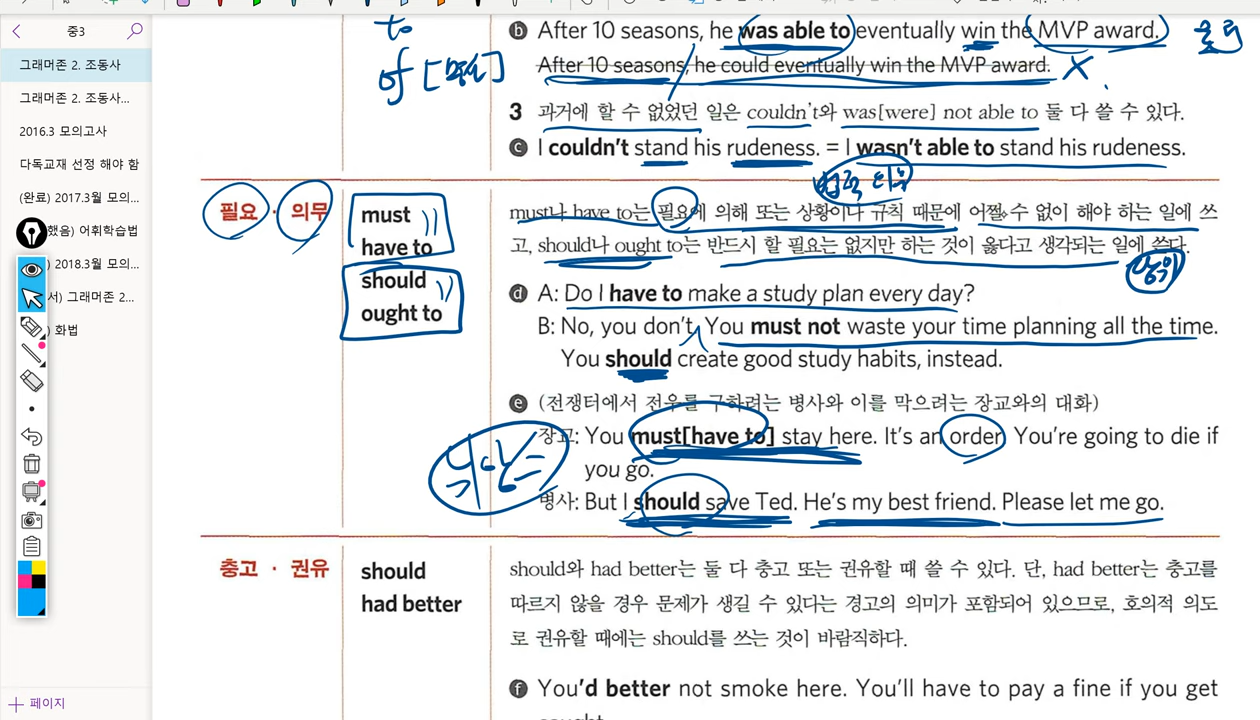 중3
그래머존 2. 조동사
그래머존 2. 조동사...
2016.3 모의고사
다독교재 선정 해야 함
(완료) 2017.3월 모의...
했음) 어휘학습법
) 2018.3월 모의...
서) 그래머존 2...
) 화법
페이지
to
of [명사]
ⓑ After 10 seasons, he was able to eventually win the MVP award.
After 10 seasons, he could eventually win the MVP award. X
3 과거에 할 수 없었던 일은 couldn't와 was[were] not able to 둘 다 쓸 수 있다.
ⓒ I couldn't stand his rudeness. = I wasn't able to stand his rudeness.
필요 · 의무
must
have to
should
ought to
법적 의무
must나 have to는 필요에 의해 또는 상황이나 규칙 때문에 어쩔 수 없이 해야 하는 일에 쓰
고, should나 ought to는 반드시 할 필요는 없지만 하는 것이 옳다고 생각되는 일에 쓴다.
ⓓ A: Do I have to make a study plan every day?
B: No, you don't. You must not waste your time planning all the time.
You should create good study habits, instead.
ⓔ (전쟁터에서 전우를 구하려는 병사와 이를 막으려는 장교와의 대화)
장교: You must[have to] stay here. It's an order. You're going to die if
you go.
병사: But I should save Ted. He's my best friend. Please let me go.
충고 · 권유
should
had better
should와 had better는 둘 다 충고 또는 권유할 때 쓸 수 있다. 단, had better는 충고를
따르지 않을 경우 문제가 생길 수 있다는 경고의 의미가 포함되어 있으므로, 호의적 의도
로 권유할 때에는 should를 쓰는 것이 바람직하다.
ⓕ You'd better not smoke here. You'll have to pay a fine if you get
caught.